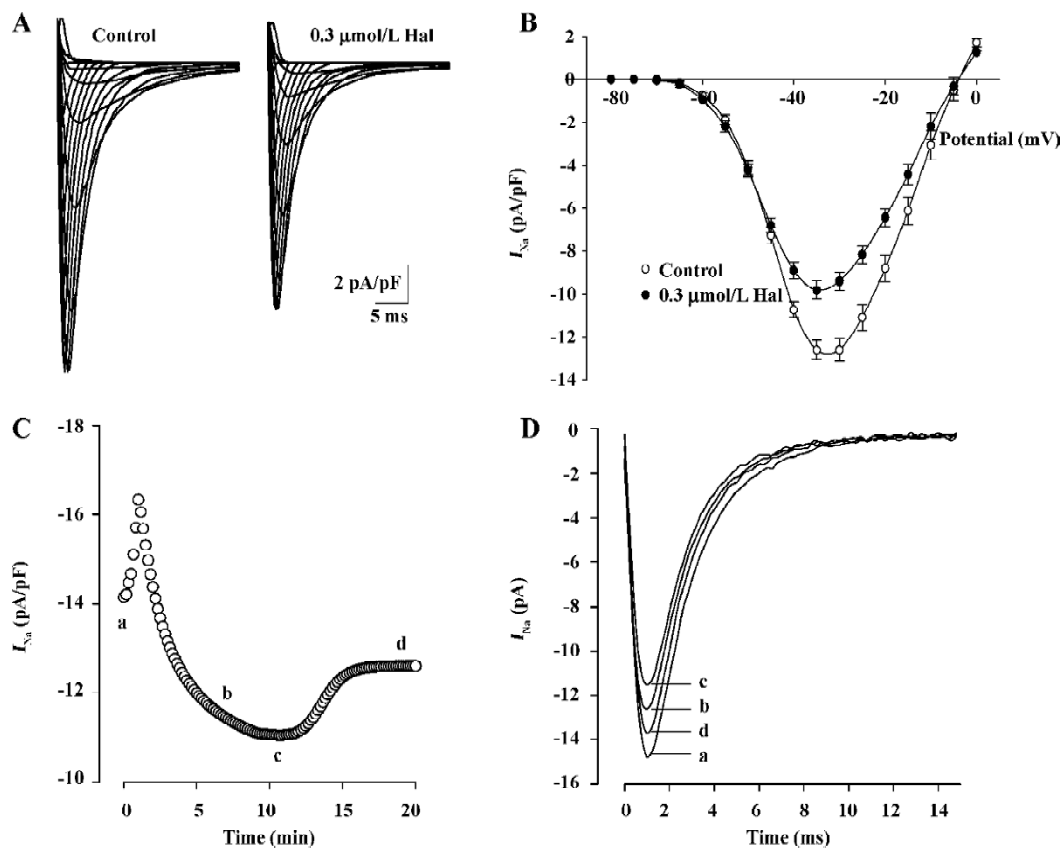 A
Control
0.3 μmol/L Hal
2 pA/pF
5 ms
B
2
0
-2
-4
-6
-8
-10
-12
-14
-80
-60
-40
-20
0
Potential (mV)
I_Na (pA/pF)
Control
0.3 μmol/L Hal
C
-18
-16
-14
-12
-10
I_Na (pA/pF)
a
b
c
d
0
5
10
15
20
Time (min)
D
0
-2
-4
-6
-8
-10
-12
-14
-16
I_Na (pA)
c
b
d
a
0
2
4
6
8
10
12
14
Time (ms)